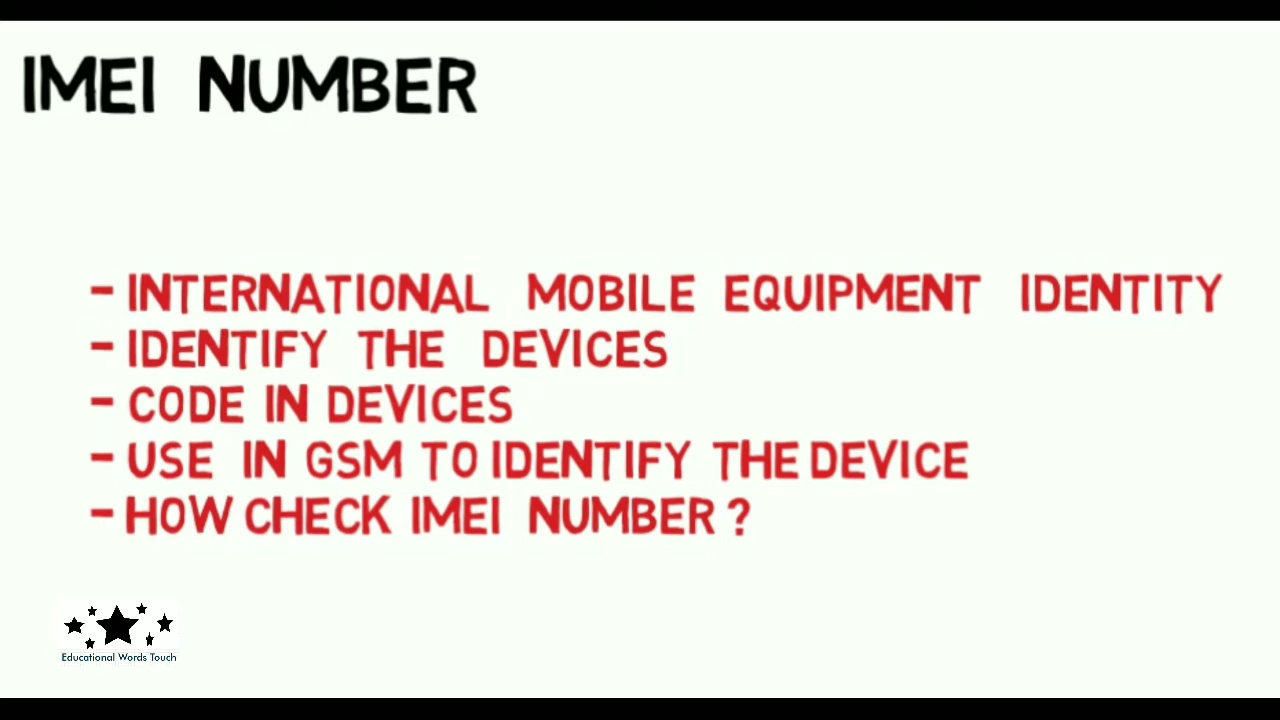 IMEI NUMBER
- INTERNATIONAL MOBILE EQUIPMENT IDENTITY
- IDENTIFY THE DEVICES
- CODE IN DEVICES
- USE IN GSM TO IDENTIFY THE DEVICE
- HOW CHECK IMEI NUMBER ?
Educational Words Touch